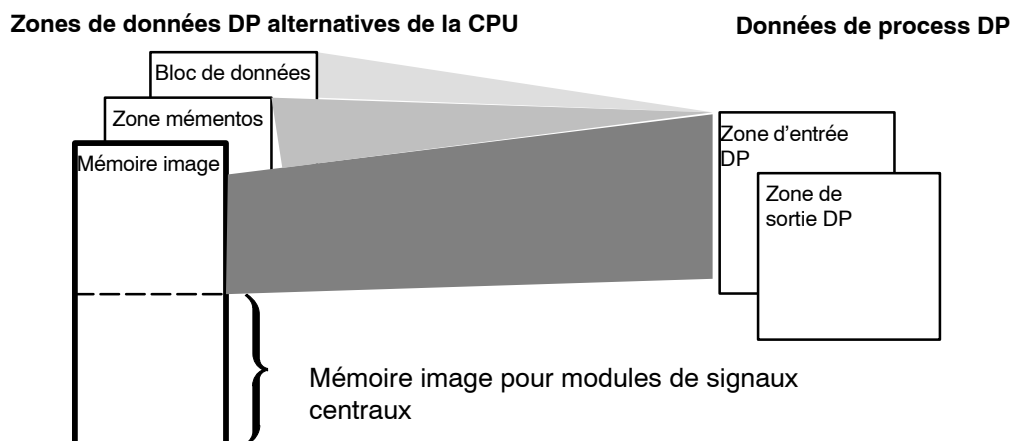 Zones de données DP alternatives de la CPU
Données de process DP
Bloc de données
Zone mémentos
Mémoire image
Zone d'entrée
DP
Zone de
sortie DP
Mémoire image pour modules de signaux
centraux